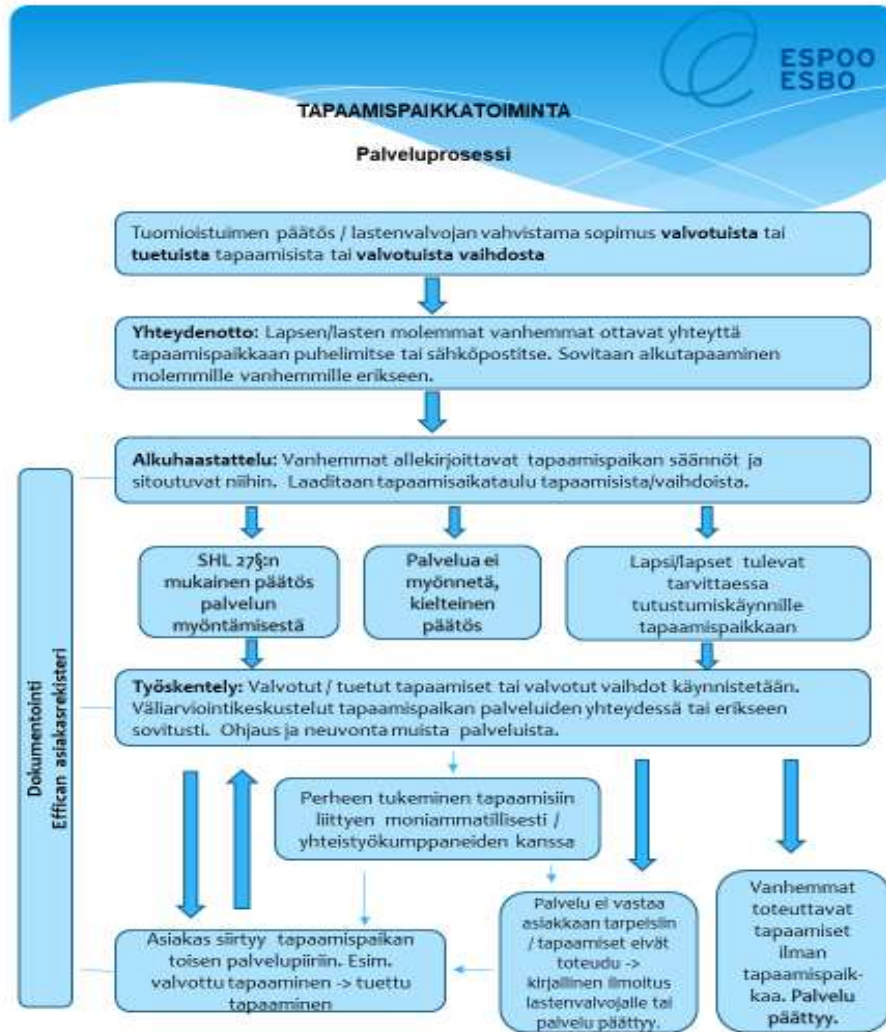 ESPOO
ESBO
TAPAAMISPAIKKATOIMINTA
Palveluprosessi
Tuomioistuimen päätös / lastenvalvojan vahvistama sopimus valvotuista tai
tuetuista tapaamisista tai valvotuista vaihdosta
Yhteydenotto: Lapsen/lasten molemmat vanhemmat ottavat yhteyttä
tapaamispaikkaan puhelimitse tai sähköpostitse. Sovitaan alkutapaaminen
molemmille vanhemmille erikseen.
Alkuhaastattelu: Vanhemmat allekirjoittavat tapaamispaikan säännöt ja
sitoutuvat niihin. Laaditaan tapaamisaikataulu tapaamisista/vaihdoista.
SHL 27§:n
mukainen päätös
palvelun
myöntämisestä
Palvelua ei
myönnetä,
kielteinen
päätös
Lapsi/lapset tulevat
tarvittaessa
tutustumiskäynnille
tapaamispaikkaan
Työskentely: Valvotut / tuetut tapaamiset tai valvotut vaihdot käynnistetään.
Väliarviointikeskustelut tapaamispaikan palveluiden yhteydessä tai erikseen
sovitusti. Ohjaus ja neuvonta muista palveluista.
Dokumentointi
Effican asiakasrekisteri
Perheen tukeminen tapaamisiin
liittyen moniammatillisesti /
yhteistyökumppaneiden kanssa
Asiakas siirtyy tapaamispaikan
toisen palvelupiiriin. Esim.
valvottu tapaaminen -> tuettu
tapaaminen
Palvelu ei vastaa
asiakkaan tarpeisiin
/ tapaamiset eivät
toteudu ->
kirjallinen ilmoitus
lastenvalvojalle tai
palvelu päättyy.
Vanhemmat
toteuttavat
tapaamiset
ilman
tapaamispaik-
kaa. Palvelu
päättyy.